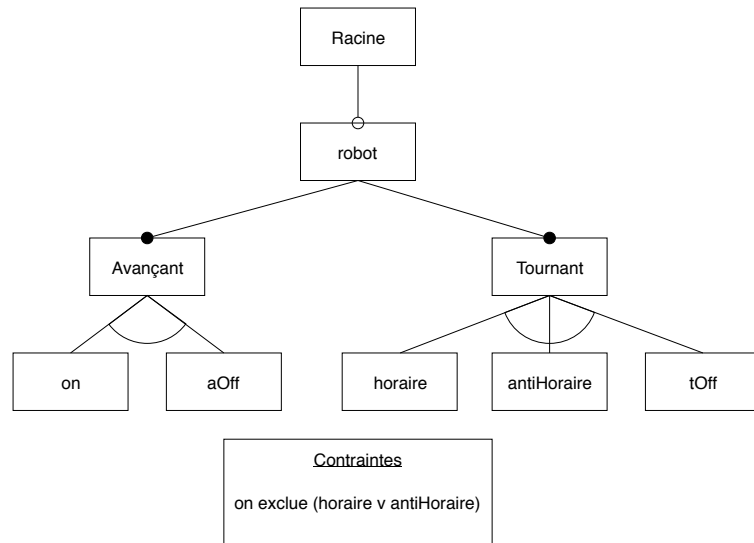 Racine
robot
Avançant
Tournant
on
aOff
horaire
antiHoraire
tOff
Contraintes
on exclue (horaire v antiHoraire)